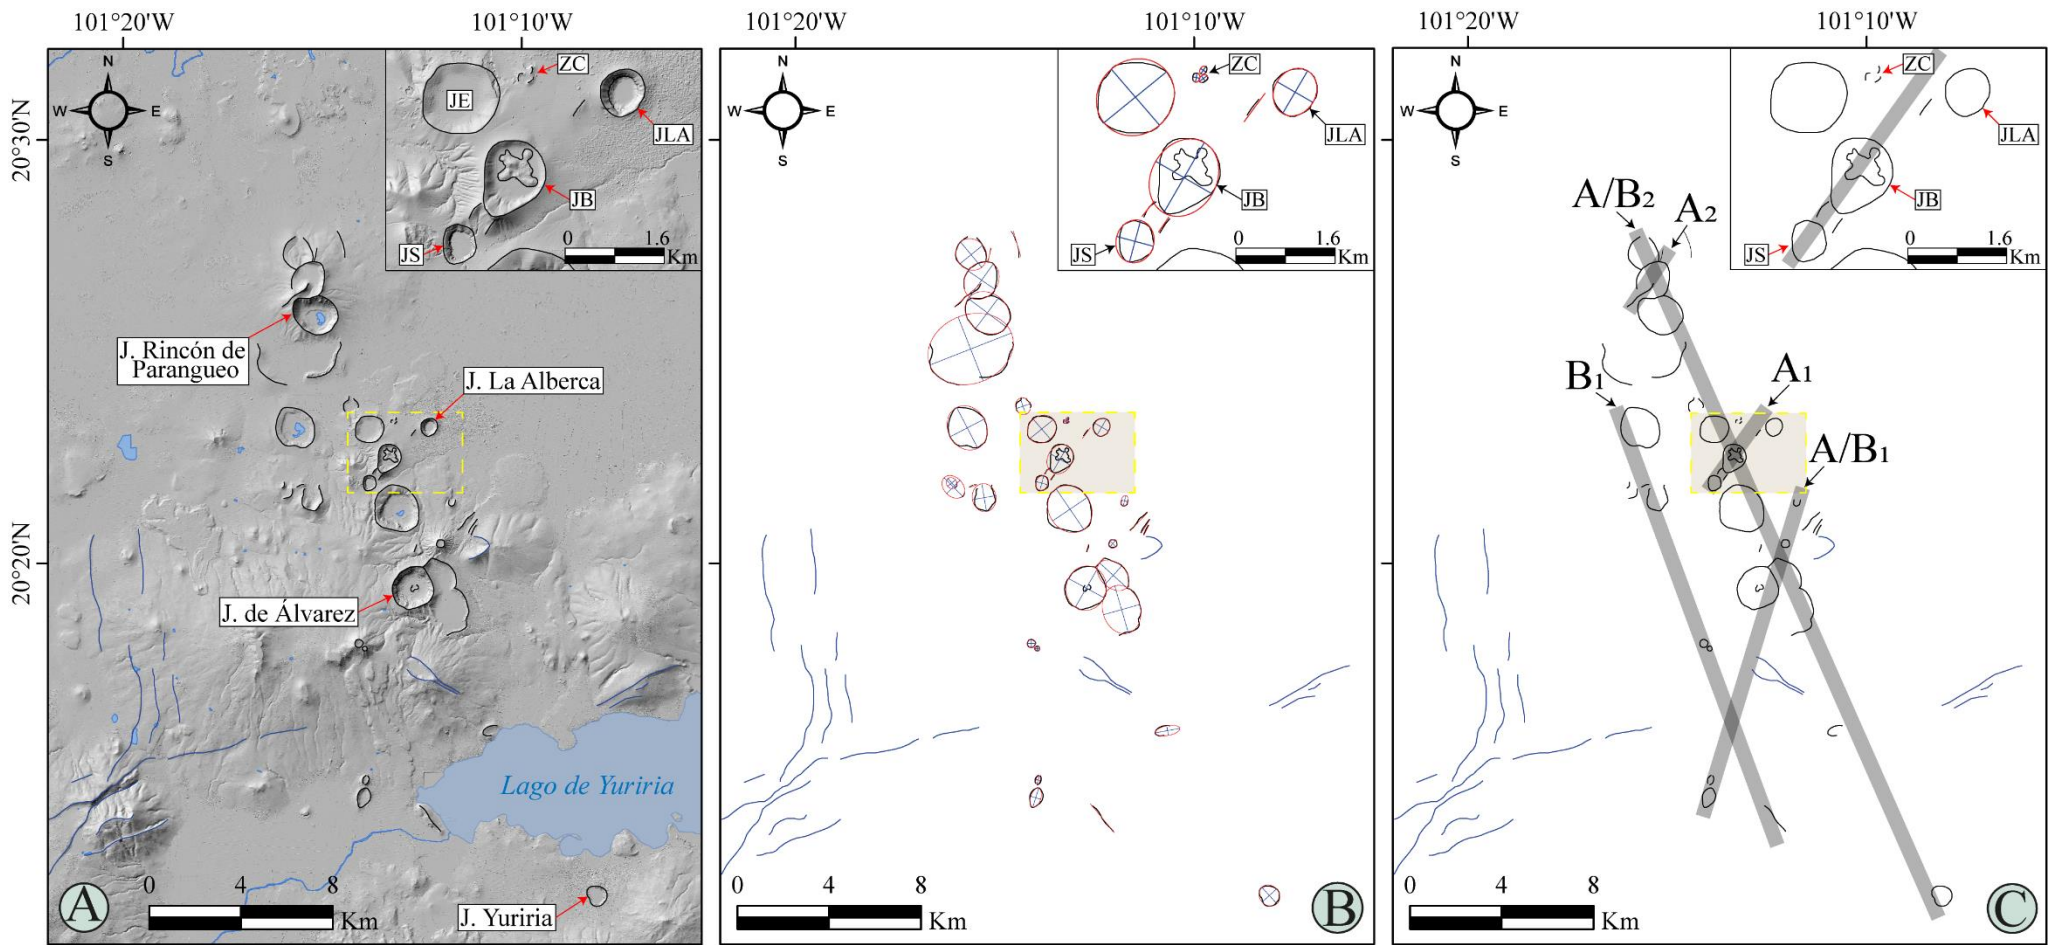 101°20'W
101°10'W
20°30'N
20°20'N
N
W
E
S
JE
ZC
JLA
JB
JS
0
1.6
Km
J. Rincón de
Parangueo
J. La Alberca
J. de Álvarez
Lago de Yuriria
J. Yuriria
A
0
4
8
Km
101°20'W
101°10'W
N
W
E
S
ZC
JLA
JB
JS
0
1.6
Km
0
4
8
Km
B
101°20'W
101°10'W
N
W
E
S
ZC
JLA
JB
JS
0
1.6
Km
A/B2
A2
B1
A1
A/B1
0
4
8
Km
C